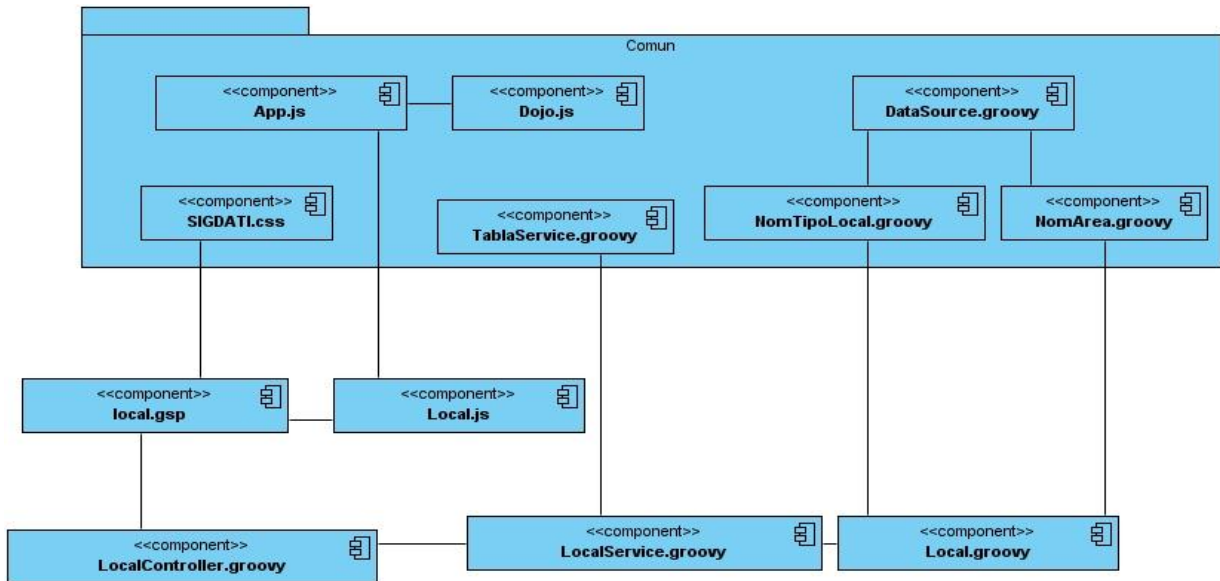 Comun
<<component>>
App.js
<<component>>
Dojo.js
<<component>>
DataSource.groovy
<<component>>
SIGDATI.css
<<component>>
TablaService.groovy
<<component>>
NomTipoLocal.groovy
<<component>>
NomArea.groovy
<<component>>
local.gsp
<<component>>
Local.js
<<component>>
LocalController.groovy
<<component>>
LocalService.groovy
<<component>>
Local.groovy